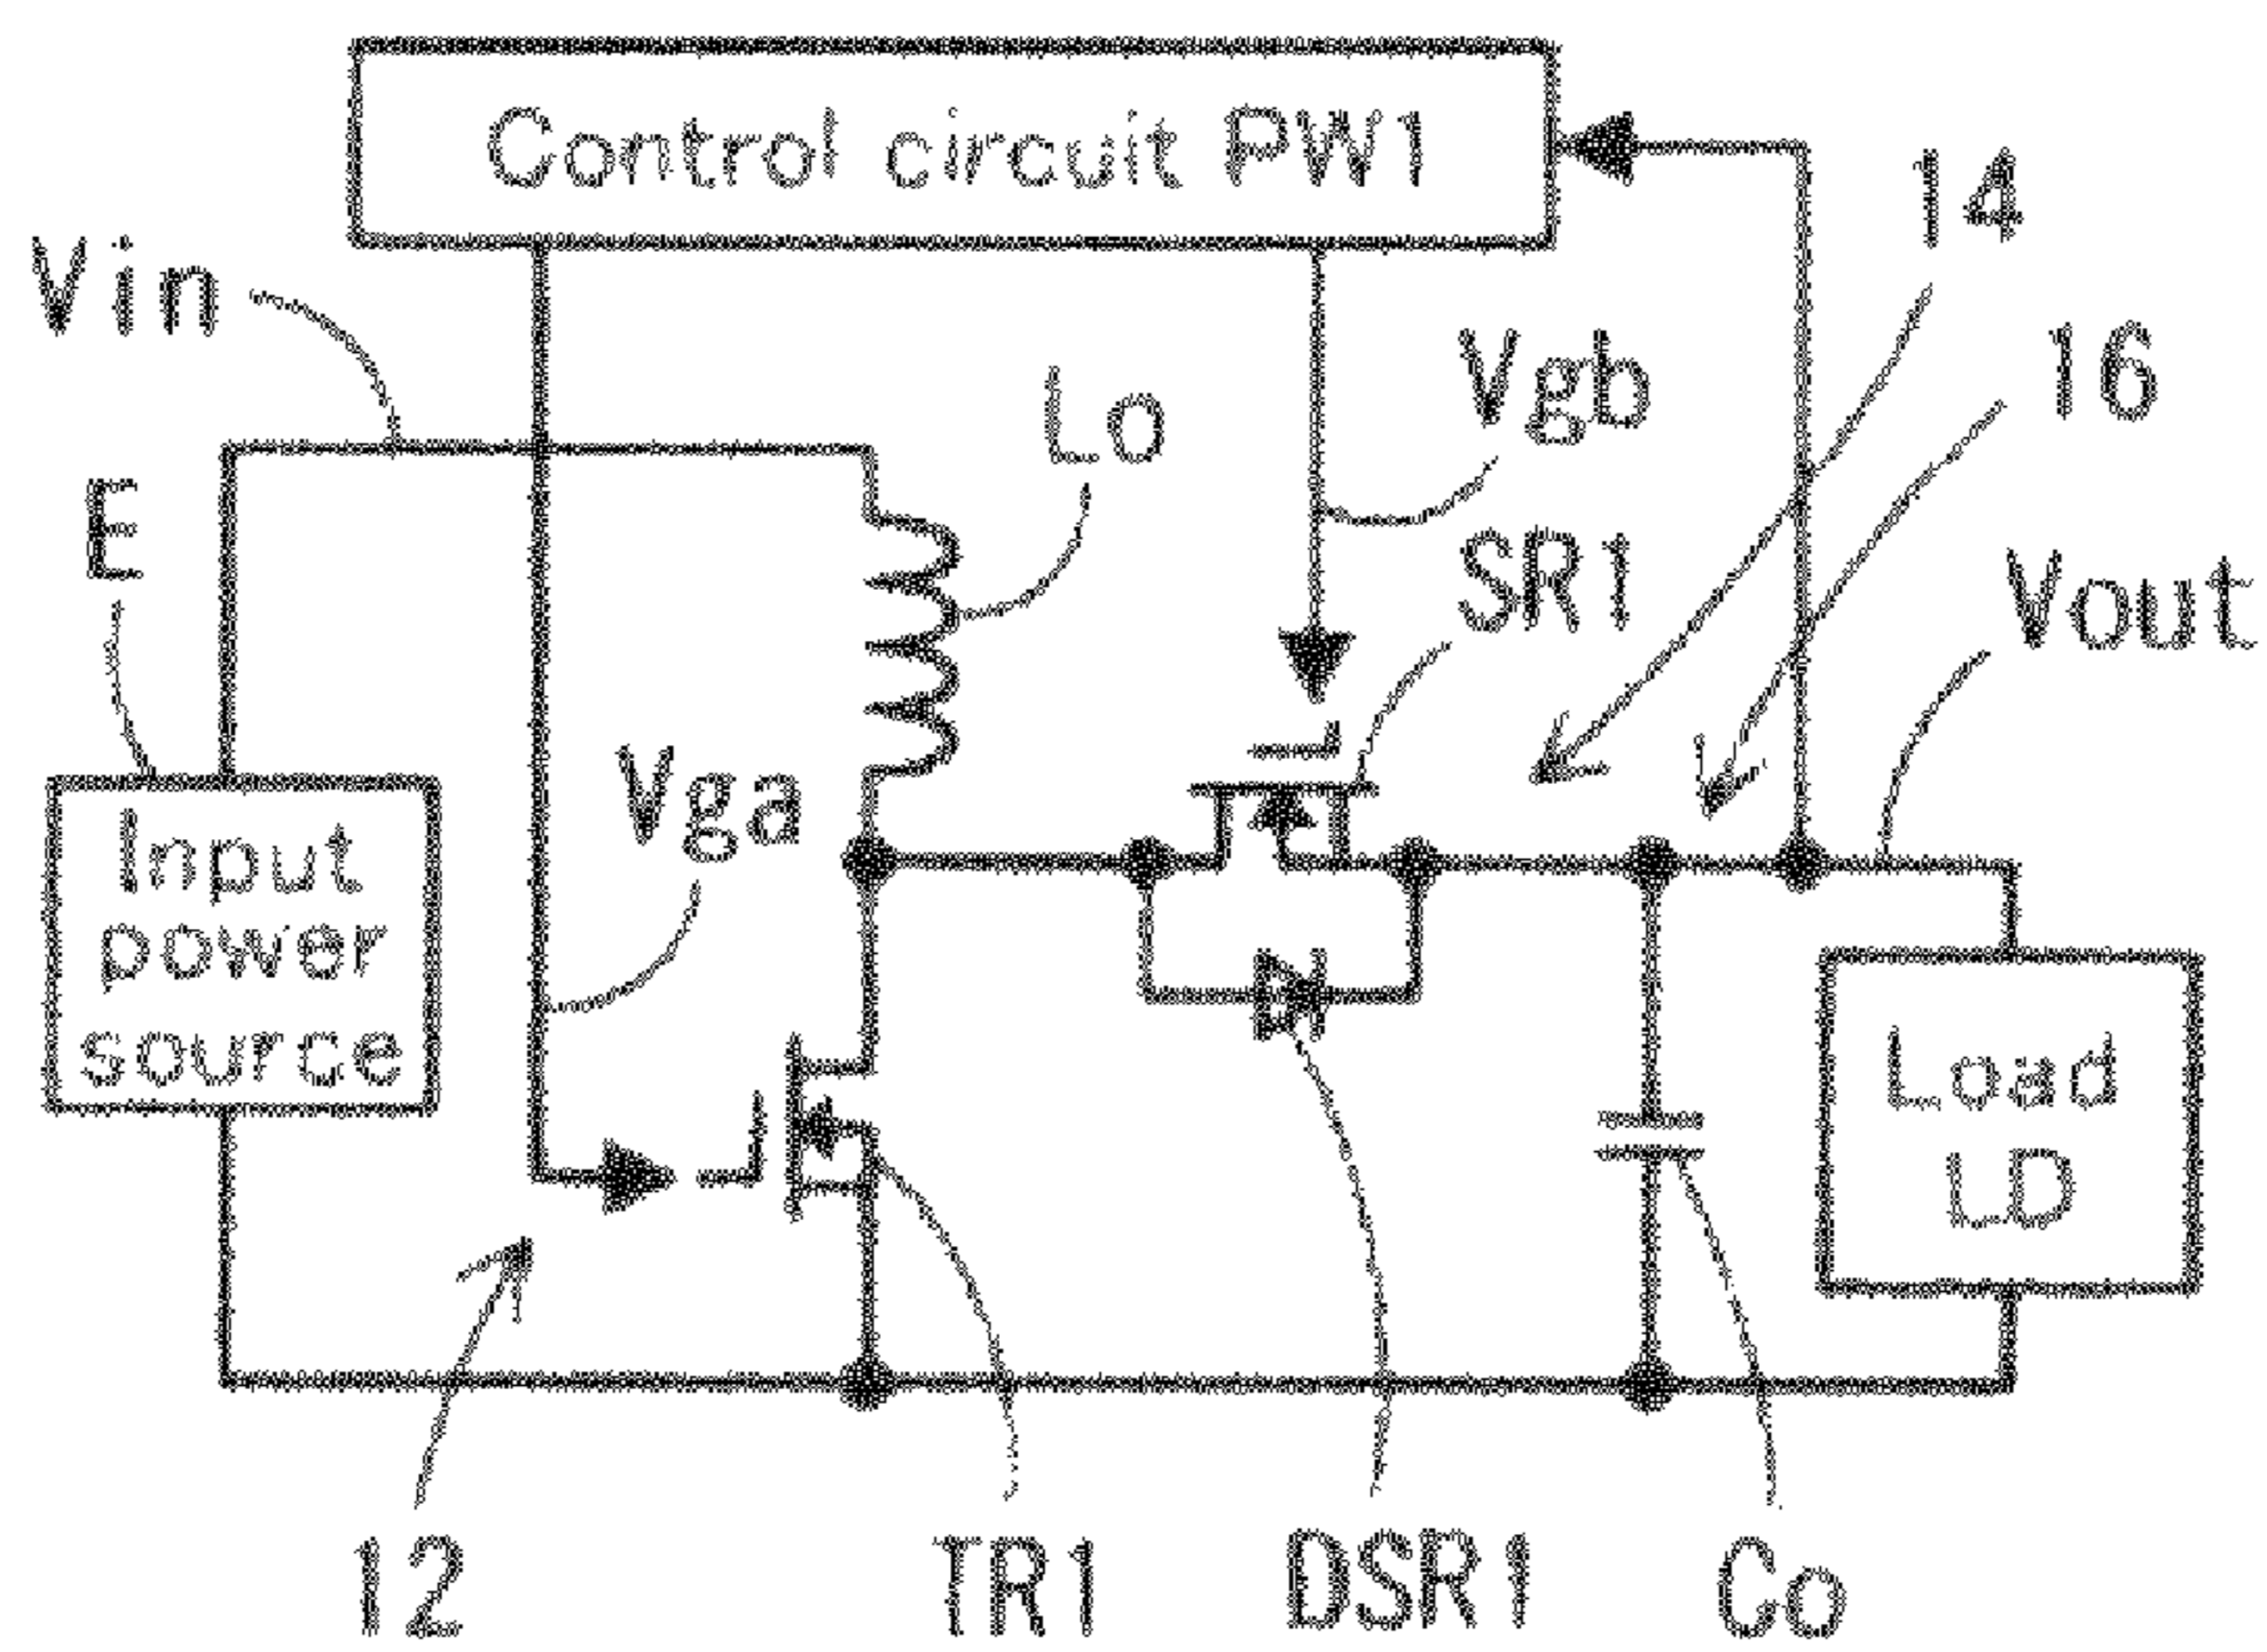 Control circuit PW1
14
Vin
16
Vgb
Lo
E
SR1
Vout
Vga
Input
power
source
Load
LD
12
TR1
DSR1
Co